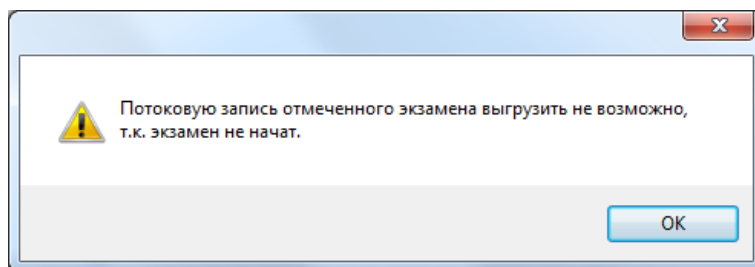 Потоковую запись отмеченного экзамена выгрузить не возможно,
т.к. экзамен не начат.
OK